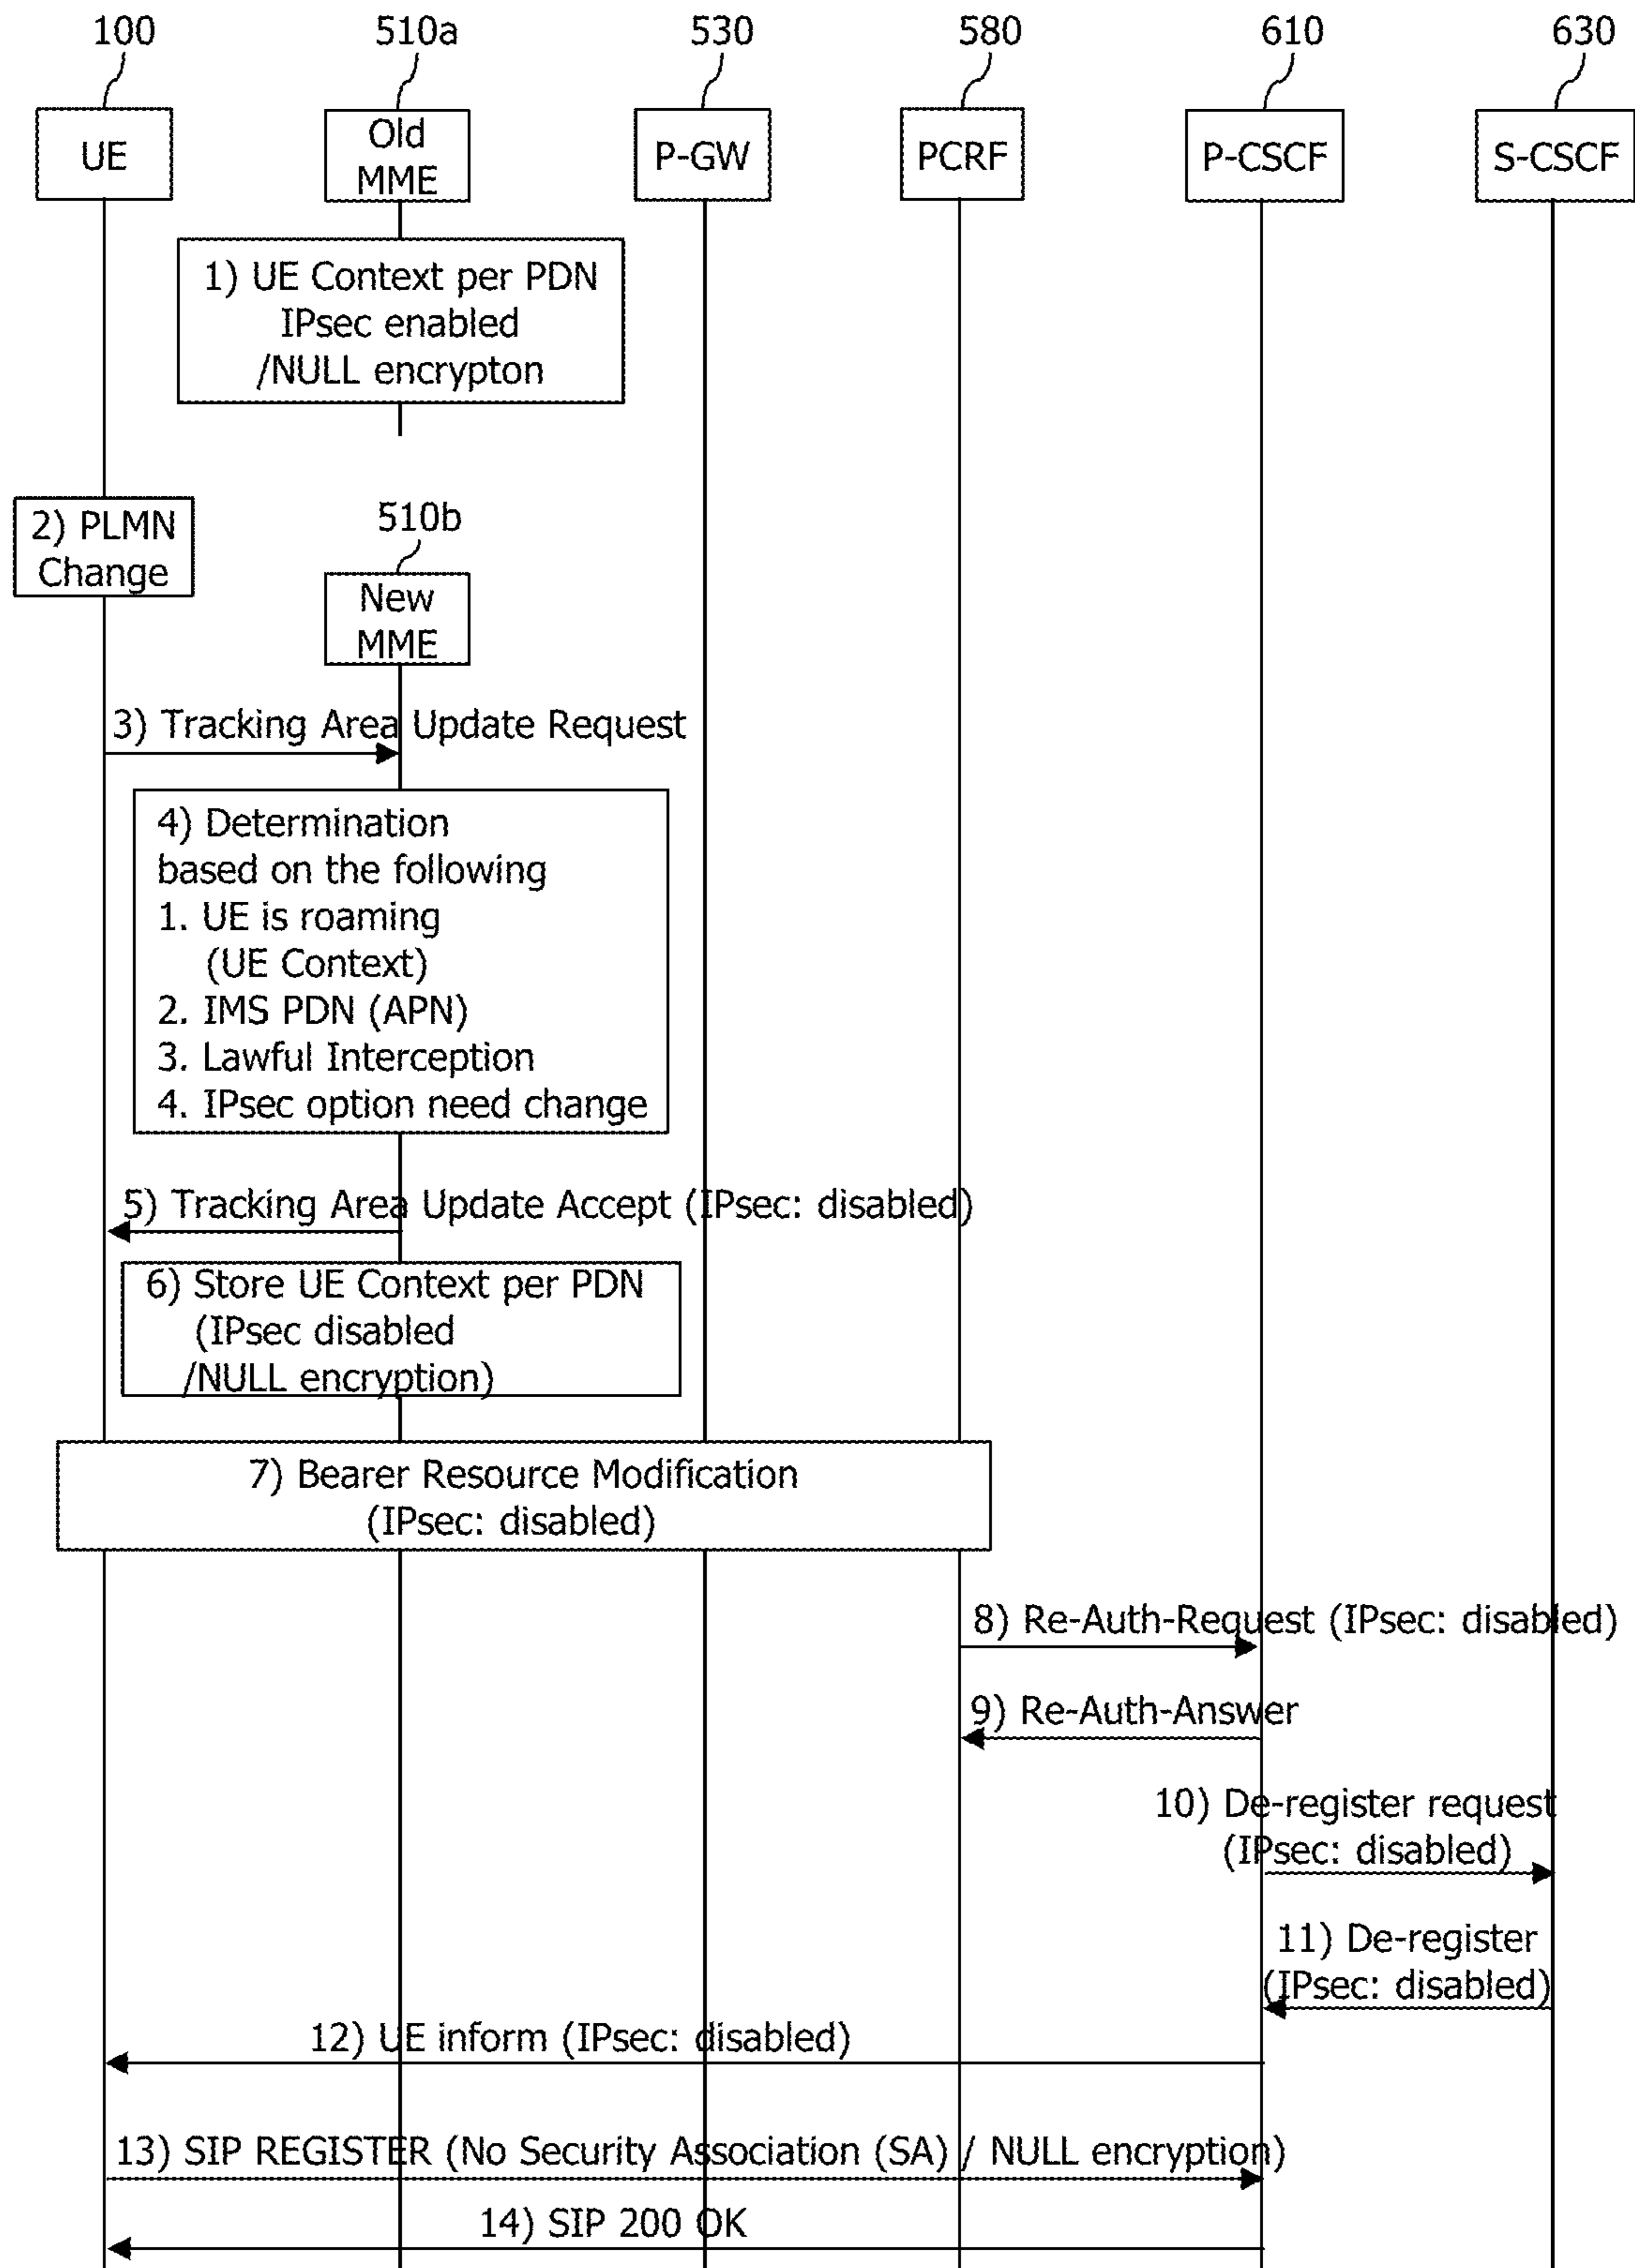 100 510a 530 580 610 630
UE Old P-GW PCRF P-CSCF S-CSCF
MME
1) UE Context per PDN
IPsec enabled
/NULL encrypton
2) PLMN
Change
510b
New
MME
3) Tracking Area Update Request
4) Determination
based on the following
1. UE is roaming
(UE Context)
2. IMS PDN (APN)
3. Lawful Interception
4. IPsec option need change
5) Tracking Area Update Accept (IPsec: disabled)
6) Store UE Context per PDN
(IPsec disabled
/NULL encryption)
7) Bearer Resource Modification
(IPsec: disabled)
8) Re-Auth-Request (IPsec: disabled)
9) Re-Auth-Answer
10) De-register request
(IPsec: disabled)
11) De-register
(IPsec: disabled)
12) UE inform (IPsec: disabled)
13) SIP REGISTER (No Security Association (SA) / NULL encryption)
14) SIP 200 OK